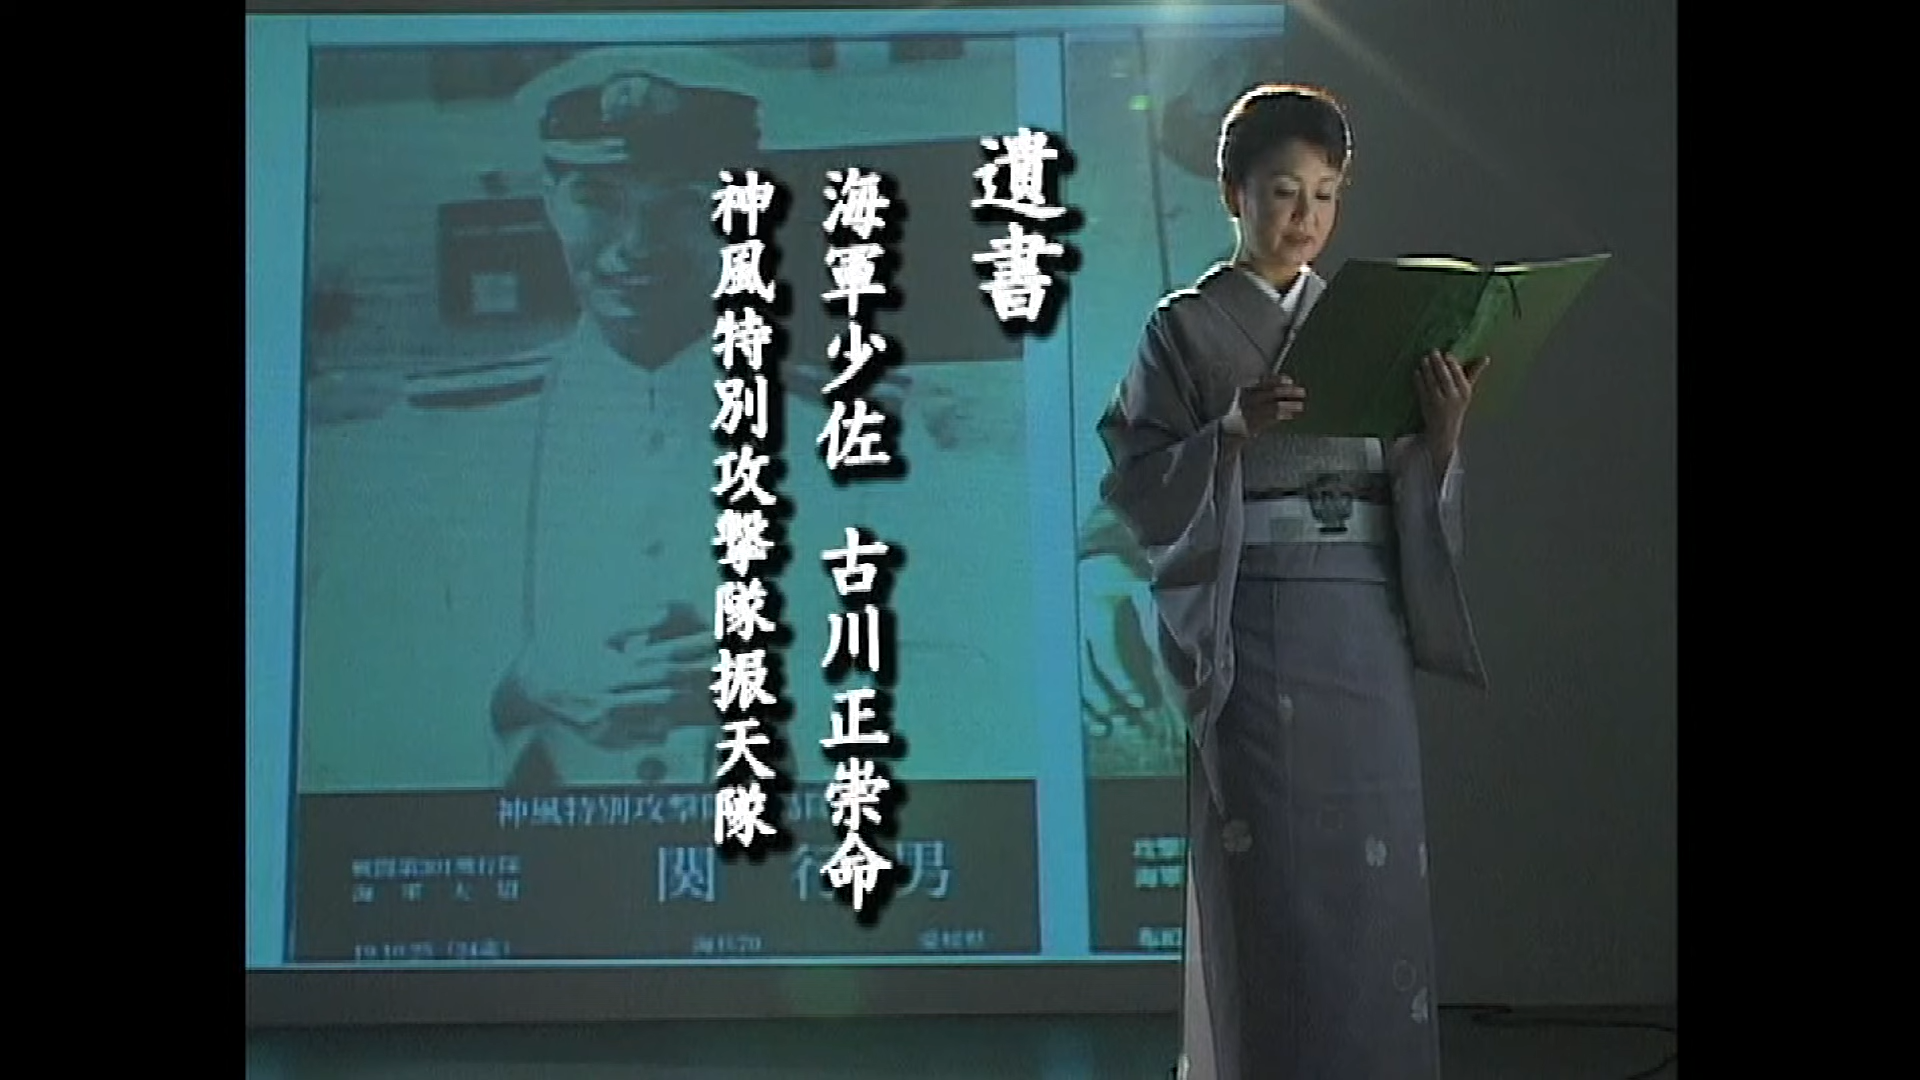 遺書
海軍少佐　古川正崇命
神風特別攻撃隊振天隊
神風特別攻撃
関 行 男